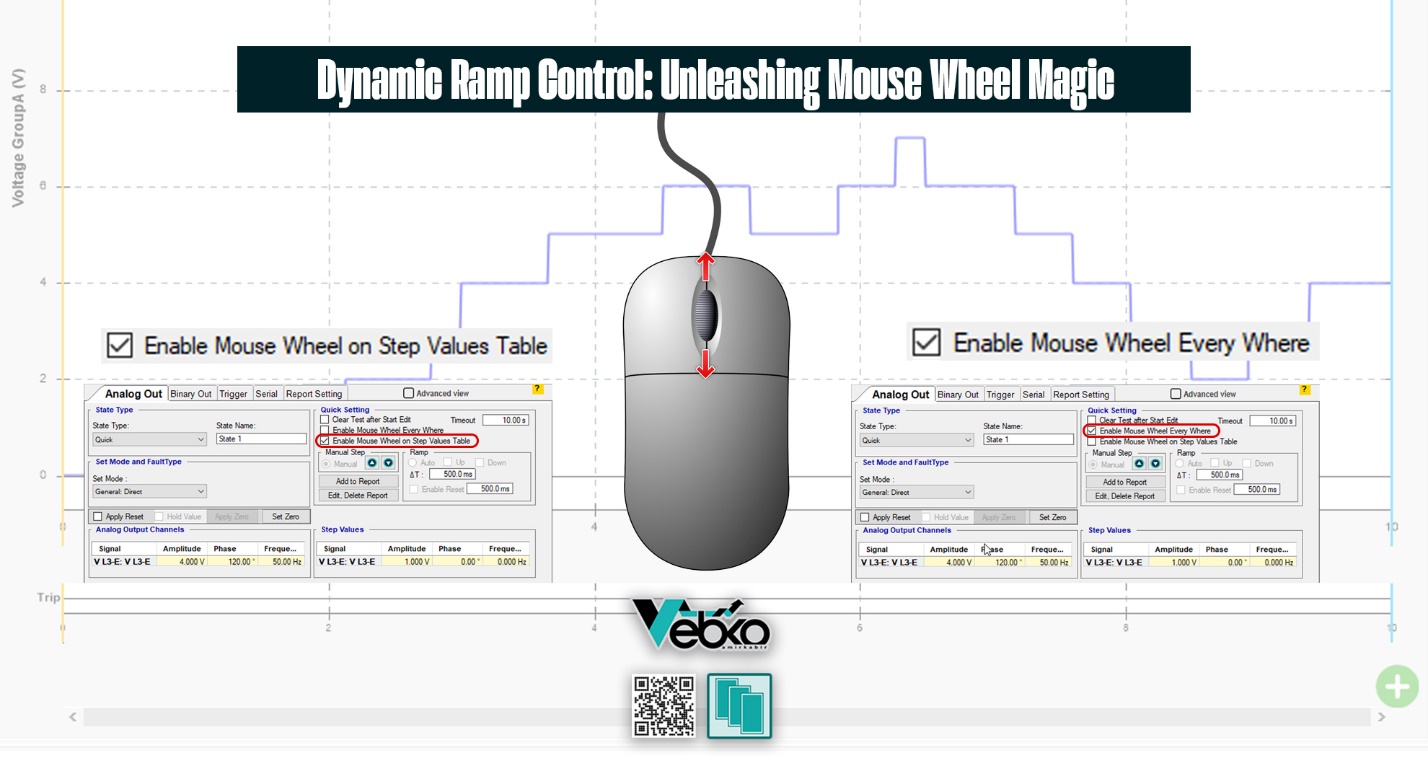 Dynamic Ramp Control: Unleashing Mouse Wheel Magic
Voltage GroupA (V)
8
6
4
2
0
Enable Mouse Wheel on Step Values Table
Analog Out Binary Out Trigger Serial Report Setting Advanced view ?
State Type
State Type: State Name:
Quick State 1
Set Mode and FaultType
Set Mode :
General: Direct
Apply Reset Hold Value Apply Zero Set Zero
Quick Setting
Clear Test after Start Edit Timeout 10.00 s
Enable Mouse Wheel Every Where
Enable Mouse Wheel on Step Values Table
Manual Step Ramp
Manual Auto Up Down
ΔT : 500.0 ms
Add to Report
Enable Reset 500.0 ms
Edit, Delete Report
Analog Output Channels
Signal Amplitude Phase Freque...
V L3-E: V L3-E 4.000 V 120.00 ° 50.00 Hz
Step Values
Signal Amplitude Phase Freque...
V L3-E: V L3-E 1.000 V 0.00 ° 0.000 Hz
Enable Mouse Wheel Every Where
Analog Out Binary Out Trigger Serial Report Setting Advanced view ?
State Type
State Type: State Name:
Quick State 1
Set Mode and FaultType
Set Mode :
General: Direct
Apply Reset Hold Value Apply Zero Set Zero
Quick Setting
Clear Test after Start Edit Timeout 10.00 s
Enable Mouse Wheel Every Where
Enable Mouse Wheel on Step Values Table
Manual Step Ramp
Manual Auto Up Down
ΔT : 500.0 ms
Add to Report
Enable Reset 500.0 ms
Edit, Delete Report
Analog Output Channels
Signal Amplitude Freque...
V L3-E: V L3-E 4.000 V 120.00 ° 50.00 Hz
Step Values
Signal Amplitude Phase Freque...
V L3-E: V L3-E 1.000 V 0.00 ° 0.000 Hz
0 4 10
Trip
0 2 4 6 8 10
Vebko
amirkabir